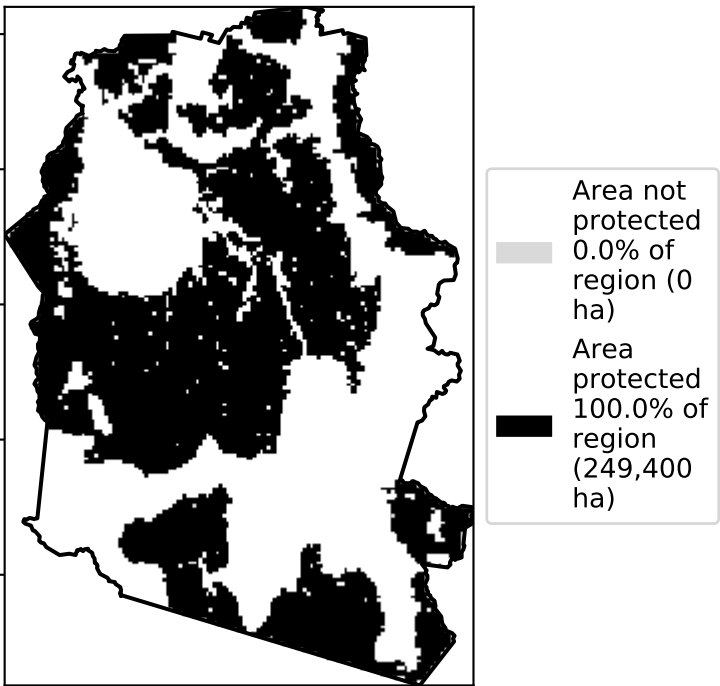 Area not
protected
0.0% of
region (0
ha)
Area
protected
100.0% of
region
(249,400
ha)